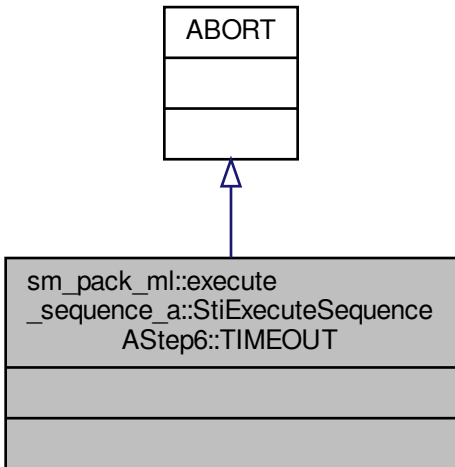 ABORT
sm_pack_ml::execute
_sequence_a::StiExecuteSequence
AStep6::TIMEOUT